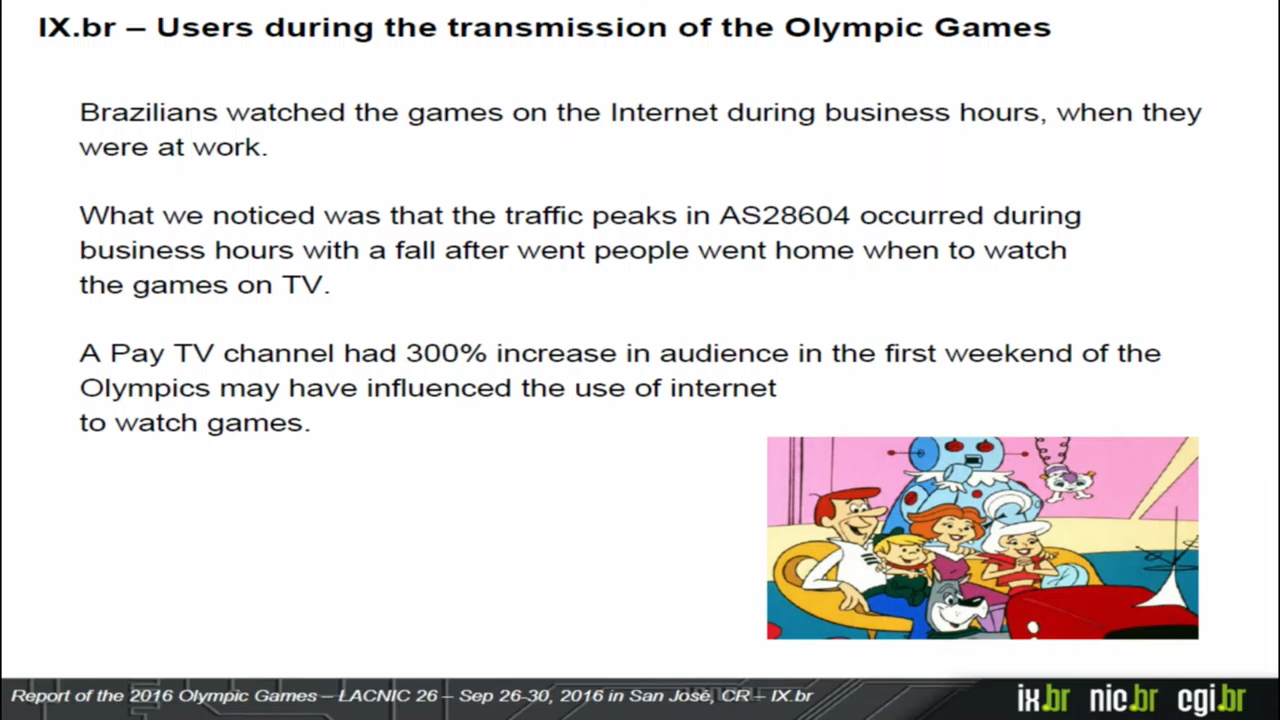 IX.br – Users during the transmission of the Olympic Games
Brazilians watched the games on the Internet during business hours, when they
were at work.
What we noticed was that the traffic peaks in AS28604 occurred during
business hours with a fall after went people went home when to watch
the games on TV.
A Pay TV channel had 300% increase in audience in the first weekend of the
Olympics may have influenced the use of internet
to watch games.
Report of the 2016 Olympic Games – LACNIC 26 – Sep 26-30, 2016 in San José, CR – IX.br
ix.br nic.br cgi.br